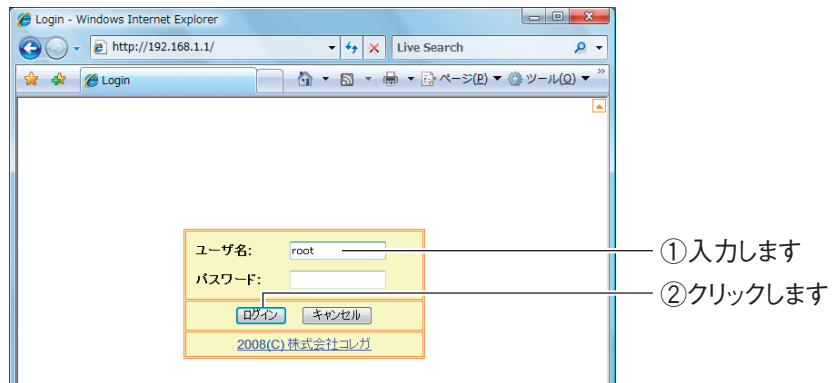 Login - Windows Internet Explorer
http://192.168.1.1/
Live Search
Login
ページ(P)
ツール(O)
ユーザ名: root
①入力します
パスワード:
②クリックします
ログイン キャンセル
2008(C) 株式会社コレガ